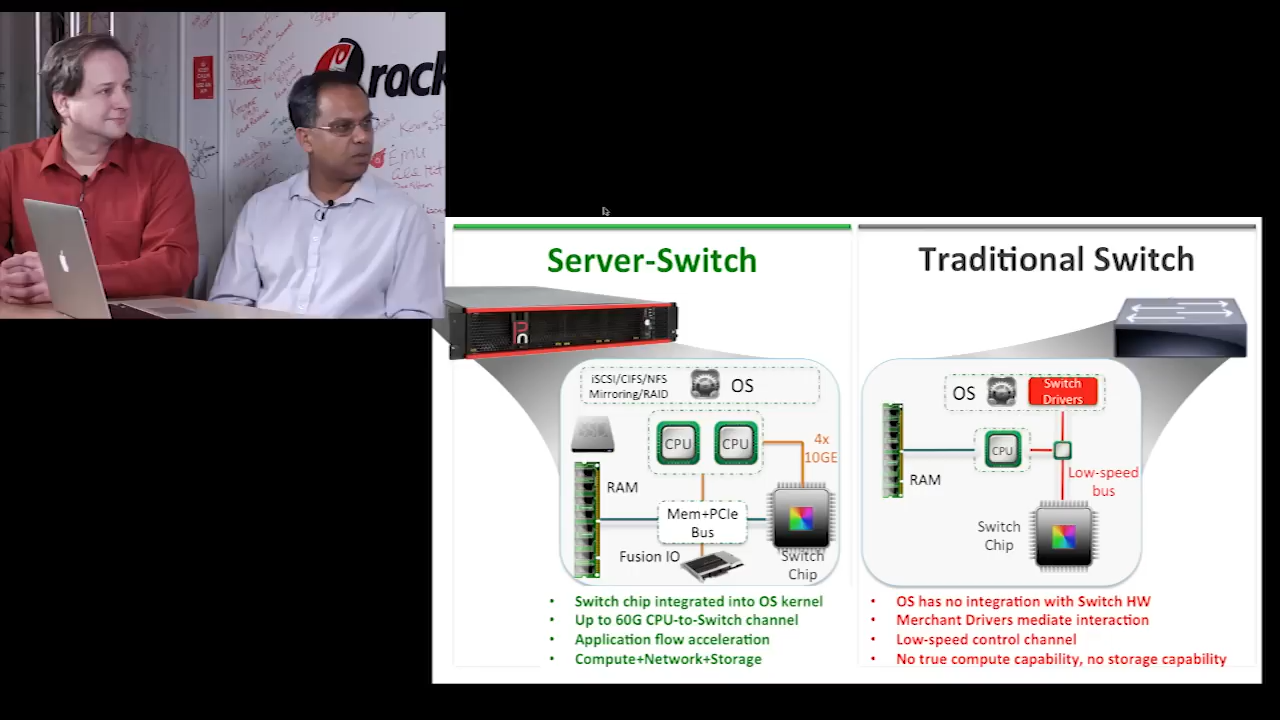 rack
EMU
Server-Switch
Traditional Switch
iSCSI/CIFS/NFS
Mirroring/RAID
OS
CPU
CPU
4x
10GE
RAM
Mem+PCIe
Bus
Fusion IO
Switch
Chip
• Switch chip integrated into OS kernel
• Up to 60G CPU-to-Switch channel
• Application flow acceleration
• Compute+Network+Storage
OS
Switch
Drivers
CPU
RAM
Low-speed
bus
Switch
Chip
• OS has no integration with Switch HW
• Merchant Drivers mediate interaction
• Low-speed control channel
• No true compute capability, no storage capability